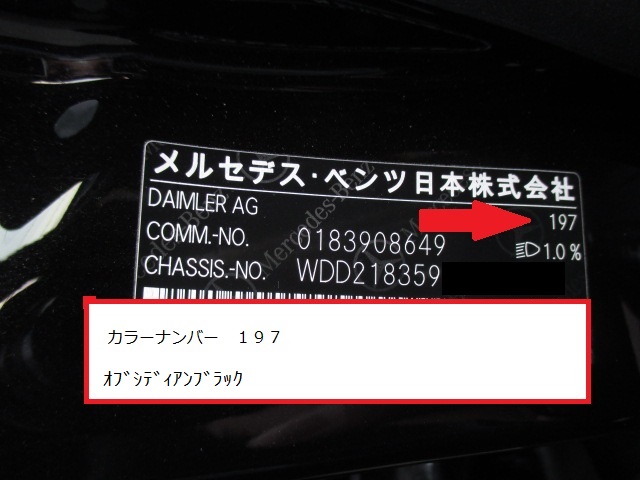 メルセデス・ベンツ日本株式会社
DAIMLER AG
197
COMM.-NO. 0183908649
1.0 %
CHASSIS.-NO. WDD218359
カラーナンバー　１９７
ｵﾌﾞｼﾃﾞｨｱﾝﾌﾞﾗｯｸ